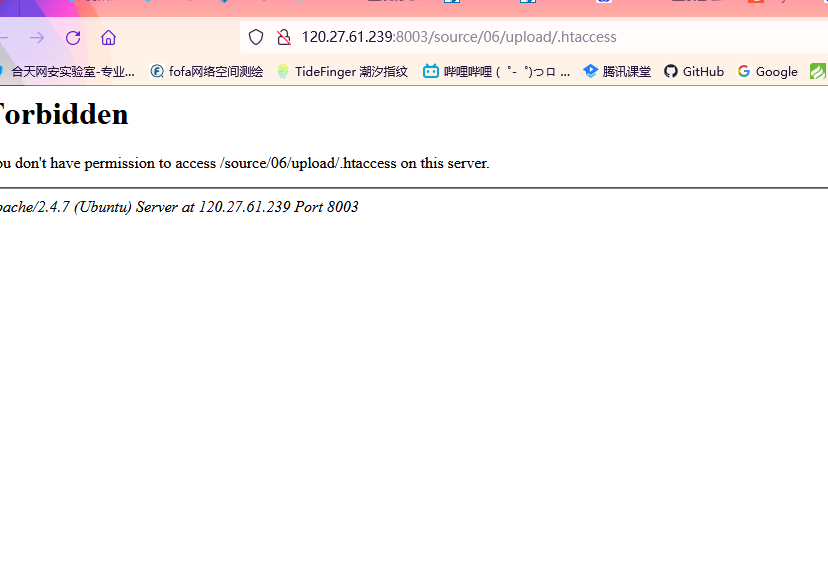 120.27.61.239:8003/source/06/upload/.htaccess
合天网安实验室-专业... fofa网络空间测绘 TideFinger 潮汐指纹 哔哩哔哩 ( ゜- ゜)つロ ... 腾讯课堂 GitHub Google
Forbidden
ou don't have permission to access /source/06/upload/.htaccess on this server.
pache/2.4.7 (Ubuntu) Server at 120.27.61.239 Port 8003